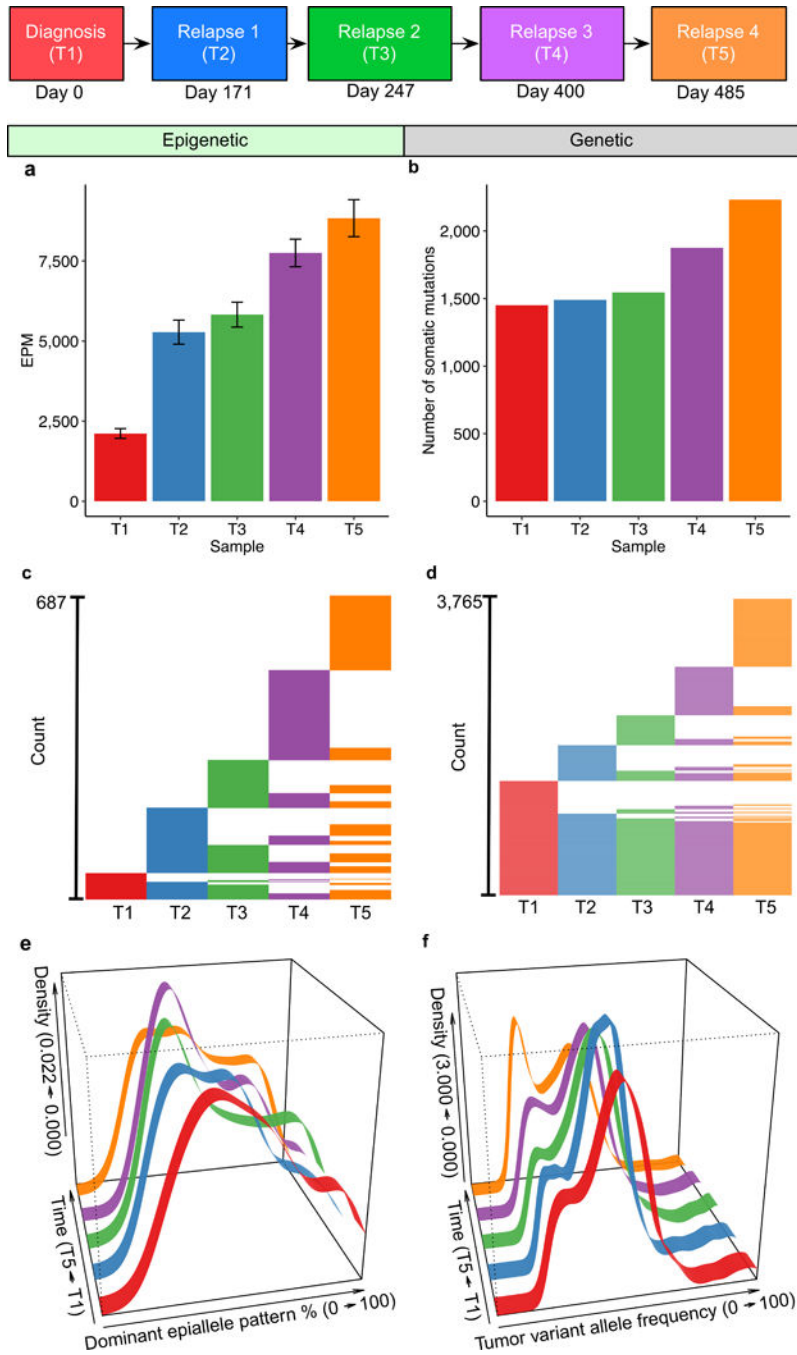 Diagnosis
(T1)
Relapse 1
(T2)
Relapse 2
(T3)
Relapse 3
(T4)
Relapse 4
(T5)
Day 0
Day 171
Day 247
Day 400
Day 485
Epigenetic
Genetic
a
7,500
5,000
2,500
0
EPM
T1 T2 T3 T4 T5
Sample
b
2,000
1,500
1,000
500
0
Number of somatic mutations
T1 T2 T3 T4 T5
Sample
c
687
Count
T1 T2 T3 T4 T5
d
3,765
Count
T1 T2 T3 T4 T5
e
Density (0.022 → 0.000)
Time (T5 → T1)
Dominant epiallele pattern % (0 → 100)
f
Density (3.000 → 0.000)
Time (T5 → T1)
Tumor variant allele frequency (0 → 100)